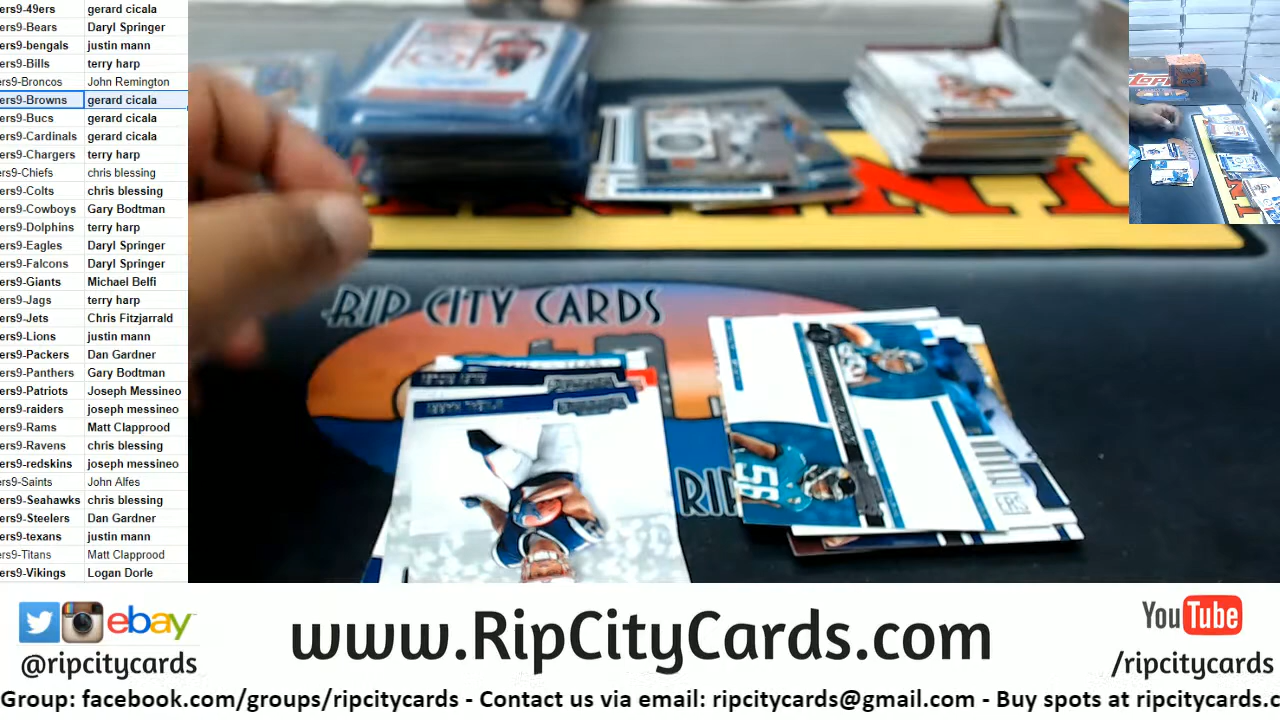 ers9-49ers gerard cicala
ers9-Bears Daryl Springer
ers9-bengals justin mann
ers9-Bills terry harp
ers9-Broncos John Remington
ers9-Browns gerard cicala
ers9-Bucs gerard cicala
ers9-Cardinals gerard cicala
ers9-Chargers terry harp
ers9-Chiefs chris blessing
ers9-Colts chris blessing
ers9-Cowboys Gary Bodtman
ers9-Dolphins terry harp
ers9-Eagles Daryl Springer
ers9-Falcons Daryl Springer
ers9-Giants Michael Belfi
ers9-Jags terry harp
ers9-Jets Chris Fitzjarrald
ers9-Lions justin mann
ers9-Packers Dan Gardner
ers9-Panthers Gary Bodtman
ers9-Patriots Joseph Messineo
ers9-raiders joseph messineo
ers9-Rams Matt Clapprood
ers9-Ravens chris blessing
ers9-redskins joseph messineo
ers9-Saints John Alfes
ers9-Seahawks chris blessing
ers9-Steelers Dan Gardner
ers9-texans justin mann
ers9-Titans Matt Clapprood
ers9-Vikings Logan Dorle
RIP CITY CARDS
RIP
95
ebay
@ripcitycards
www.RipCityCards.com
YouTube
/ripcitycards
Group: facebook.com/groups/ripcitycards - Contact us via email: ripcitycards@gmail.com - Buy spots at ripcitycards.c